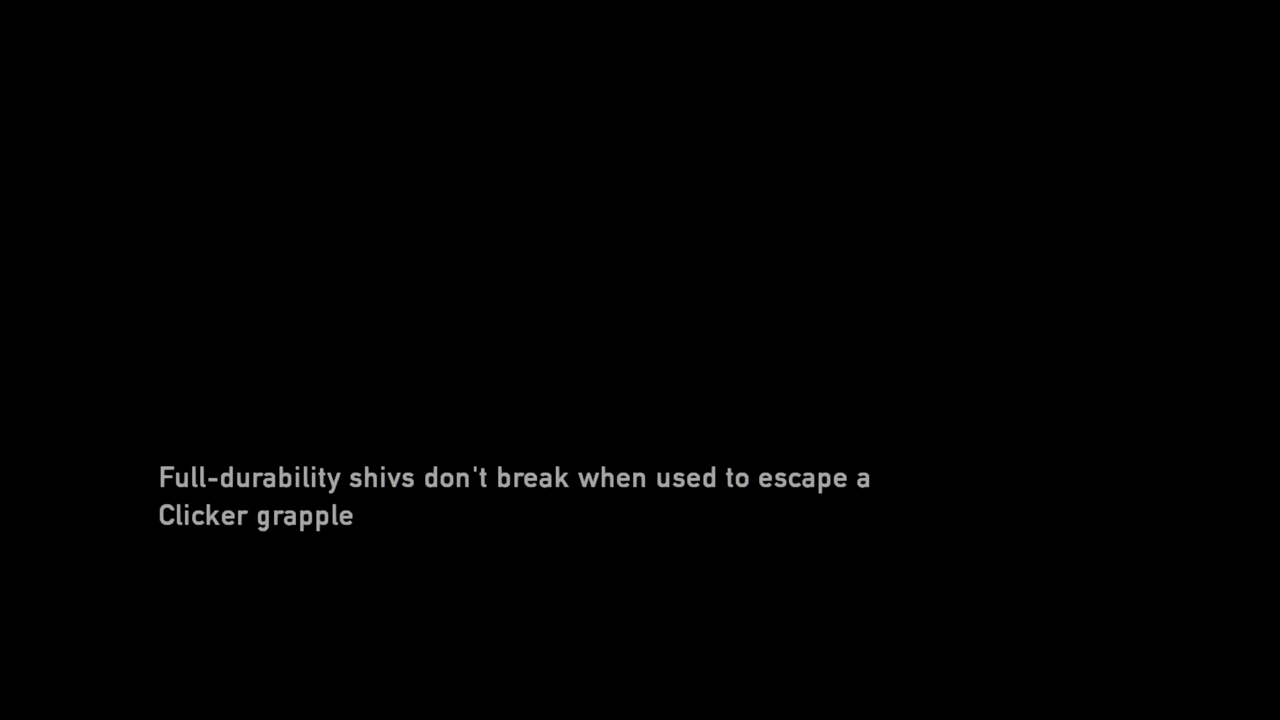 Full-durability shivs don't break when used to escape a
Clicker grapple